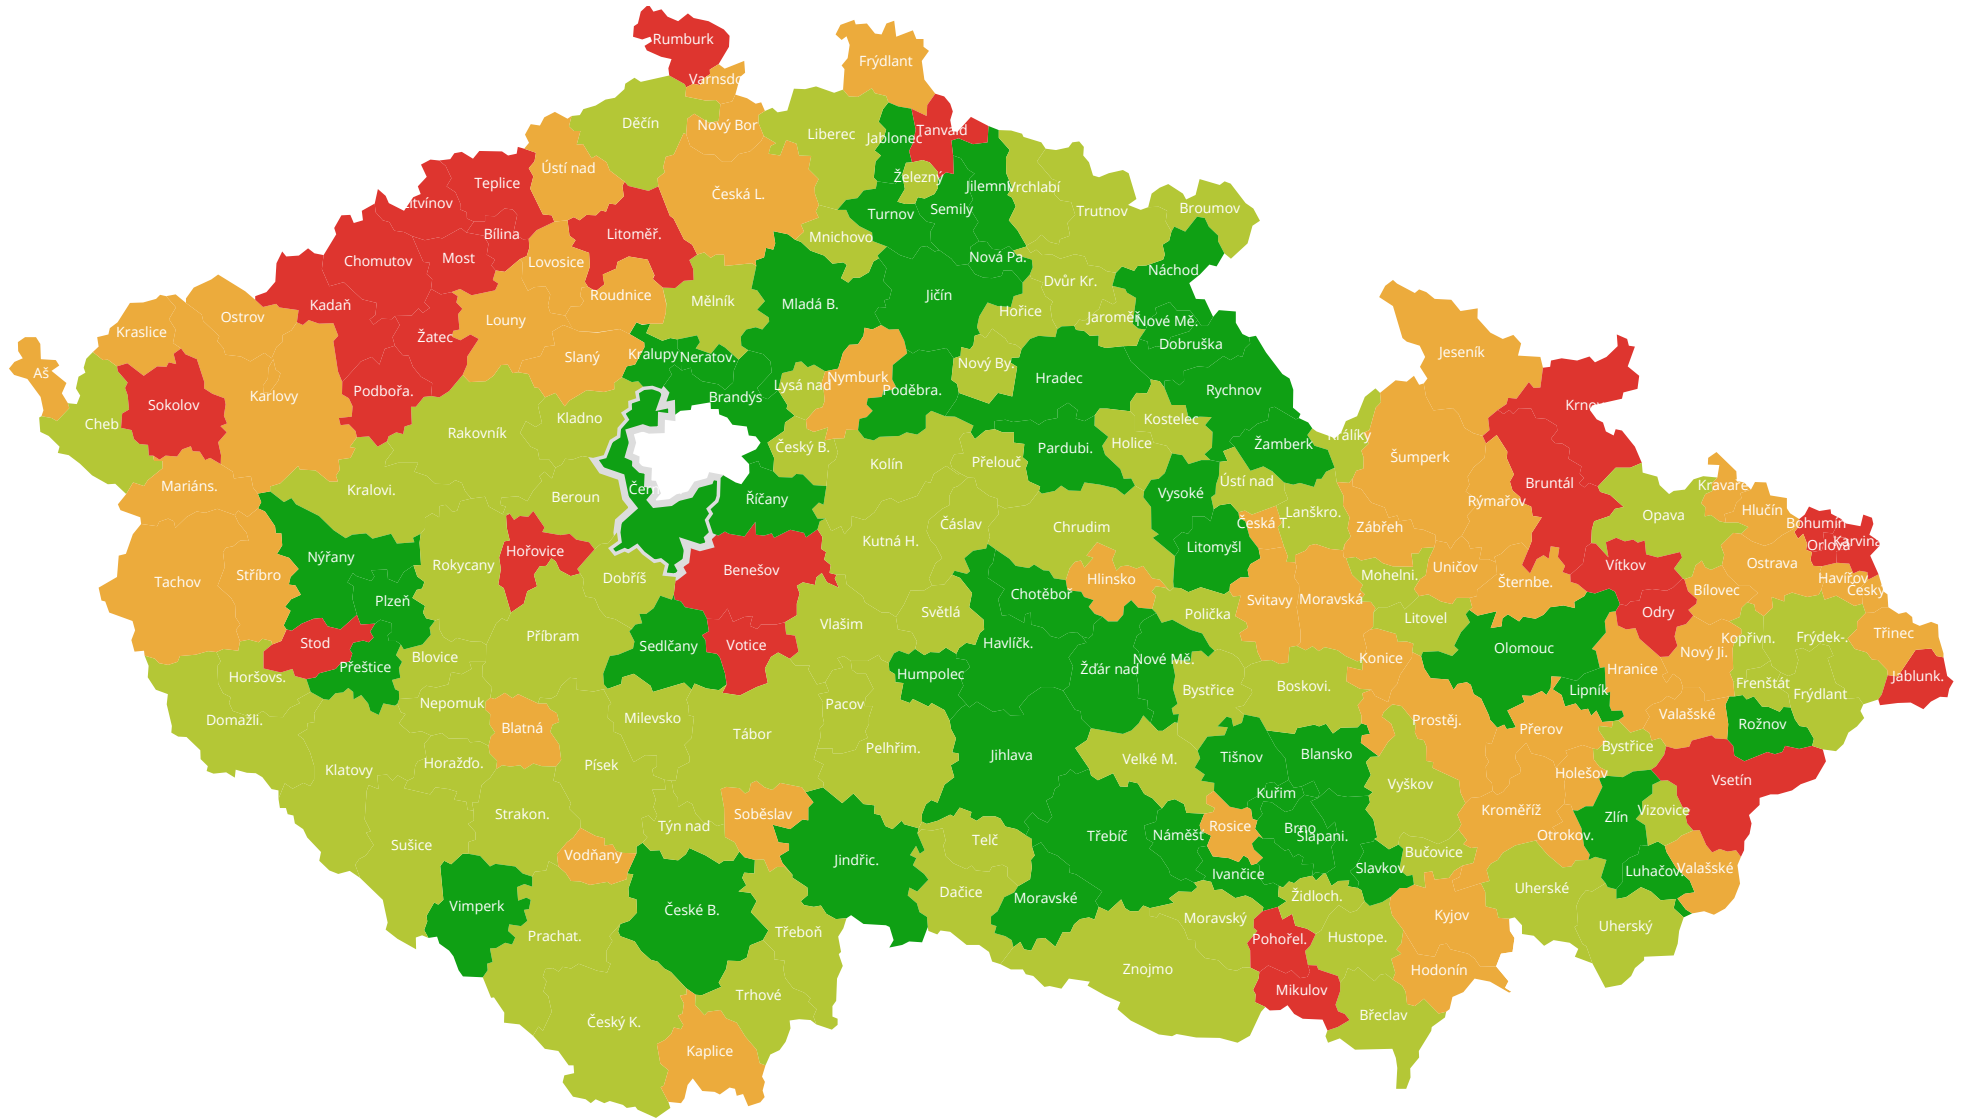 Rumburk
Frýdlant
Varnsdo
Děčín
Nový Bor
Liberec
Jablonec
Tanvald
Ústí nad
Teplice
Česká L.
Železný
Jilemni
Vrchlabí
Litvínov
Turnov
Semily
Trutnov
Broumov
Bílina
Litoměř.
Mnichovo
Chomutov
Most
Lovosice
Nová Pa.
Náchod
Kadaň
Roudnice
Mělník
Mladá B.
Jičín
Dvůr Kr.
Ostrov
Kraslice
Louny
Hořice
Jaroměř
Nové Mě.
Žatec
Dobruška
Aš
Slaný
Kralupy
Neratov.
Jeseník
Sokolov
Karlovy
Podbořa.
Lysá nad
Nymburk
Poděbra.
Nový By.
Hradec
Rychnov
Brandýs
Krnov
Cheb
Rakovník
Kladno
Kostelec
Český B.
Kolín
Přelouč
Pardubi.
Holice
Žamberk
Králíky
Šumperk
Mariáns.
Kralovi.
Beroun
Čern
Říčany
Vysoké
Ústí nad
Bruntál
Kravaře
Rýmařov
Lanškro.
Opava
Hlučín
Čáslav
Chrudim
Česká T.
Zábřeh
Bohumín
Kutná H.
Litomyšl
Orlová
Karviná
Nýřany
Hořovice
Tachov
Stříbro
Rokycany
Dobříš
Benešov
Hlinsko
Mohelni.
Uničov
Šternbe.
Vítkov
Ostrava
Havířov
Český
Plzeň
Chotěboř
Svitavy
Moravská
Bílovec
Světlá
Polička
Litovel
Odry
Stod
Příbram
Sedlčany
Votice
Vlašim
Havlíčk.
Olomouc
Kopřivn.
Frýdek-.
Třinec
Blovice
Přeštice
Horšovs.
Humpolec
Žďár nad
Nové Mě.
Konice
Hranice
Nový Ji.
Bystřice
Boskovi.
Lipník
Frenštát
Frýdlant
Jablunk.
Nepomuk
Domažli.
Blatná
Milevsko
Tábor
Pacov
Pelhřim.
Prostěj.
Přerov
Valašské
Rožnov
Klatovy
Horažďo.
Písek
Jihlava
Velké M.
Tišnov
Blansko
Bystřice
Holešov
Vsetín
Vyškov
Kuřim
Strakon.
Týn nad
Soběslav
Kroměříž
Zlín
Vizovice
Sušice
Telč
Třebíč
Náměšť
Rosice
Brno
Šlapani.
Otrokov.
Vodňany
Jindřic.
Bučovice
Slavkov
Luhačov.
Valašské
Ivančice
Dačice
Moravské
Židloch.
Uherské
Vimperk
České B.
Moravský
Kyjov
Uherský
Prachat.
Třeboň
Pohořel.
Hustope.
Znojmo
Hodonín
Trhové
Mikulov
Český K.
Břeclav
Kaplice